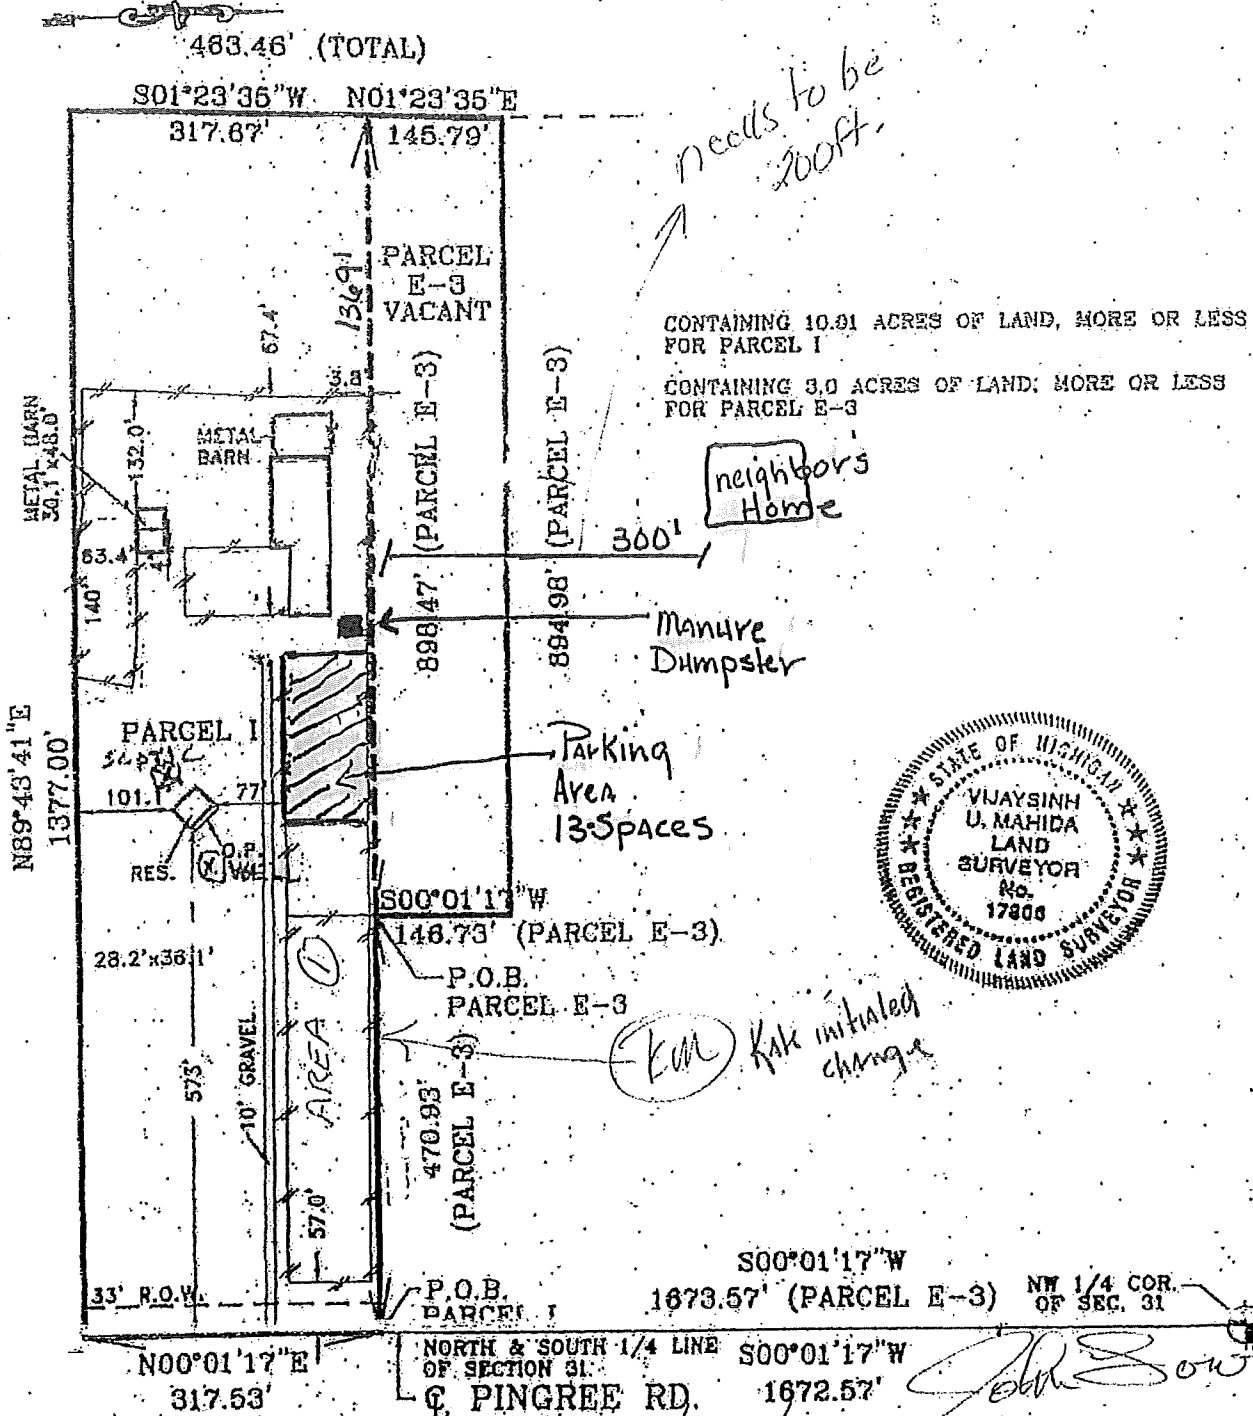 463.46' (TOTAL)
S01°23'35"W N01°23'35"E
317.67' 145.79'
needs to be
200ft.
PARCEL
E-3
VACANT
1369'
67.4'
3.8'
CONTAINING 10.01 ACRES OF LAND, MORE OR LESS
FOR PARCEL I
CONTAINING 3.0 ACRES OF LAND; MORE OR LESS
FOR PARCEL E-3
METAL BARN
30.1'x48.0'
132.0'
METAL
BARN
898.47' (PARCEL E-3)
894.98' (PARCEL E-3)
neighbor's
Home
300'
63.4'
140'
Manure
Dumpster
N89°43'41"E
1377.00'
PARCEL I
septic
101.1
77
RES.
Parking
Area
13 Spaces
STATE OF MICHIGAN
VIJAYSINH
U. MAHIDA
LAND
SURVEYOR
No.
17806
REGISTERED LAND SURVEYOR
S00°01'17"W
146.73' (PARCEL E-3)
28.2'x36.1'
P.O.B.
PARCEL E-3
AREA 1
10' GRAVEL
573'
57.0'
470.93'
(PARCEL E-3)
KM
Kate initialed
change
33' R.O.W.
P.O.B.
PARCEL I
S00°01'17"W
1673.57' (PARCEL E-3)
NW 1/4 COR.
OF SEC. 31
N00°01'17"E
317.53'
NORTH & SOUTH 1/4 LINE
OF SECTION 31
℄ PINGREE RD.
S00°01'17"W
1672.57'